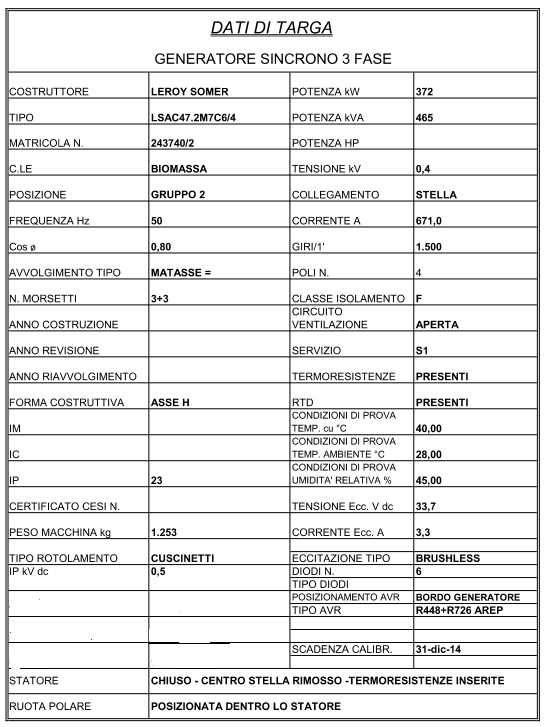 DATI DI TARGA
GENERATORE SINCRONO 3 FASE
COSTRUTTORE LEROY SOMER POTENZA kW 372
TIPO LSAC47.2M7C6/4 POTENZA kVA 465
MATRICOLA N. 243740/2 POTENZA HP
C.LE BIOMASSA TENSIONE kV 0,4
POSIZIONE GRUPPO 2 COLLEGAMENTO STELLA
FREQUENZA Hz 50 CORRENTE A 671,0
Cos ø 0,80 GIRI/1' 1.500
AVVOLGIMENTO TIPO MATASSE = POLI N. 4
N. MORSETTI 3+3 CLASSE ISOLAMENTO F
CIRCUITO
ANNO COSTRUZIONE VENTILAZIONE APERTA
ANNO REVISIONE SERVIZIO S1
ANNO RIAVVOLGIMENTO TERMORESISTENZE PRESENTI
FORMA COSTRUTTIVA ASSE H RTD PRESENTI
CONDIZIONI DI PROVA
IM TEMP. cu °C 40,00
CONDIZIONI DI PROVA
IC TEMP. AMBIENTE °C 28,00
CONDIZIONI DI PROVA
IP 23 UMIDITA' RELATIVA % 45,00
CERTIFICATO CESI N. TENSIONE Ecc. V dc 33,7
PESO MACCHINA kg 1.253 CORRENTE Ecc. A 3,3
TIPO ROTOLAMENTO CUSCINETTI ECCITAZIONE TIPO BRUSHLESS
IP kV dc 0,5 DIODI N. 6
TIPO DIODI
POSIZIONAMENTO AVR BORDO GENERATORE
TIPO AVR R448+R726 AREP
SCADENZA CALIBR. 31-dic-14
STATORE CHIUSO - CENTRO STELLA RIMOSSO -TERMORESISTENZE INSERITE
RUOTA POLARE POSIZIONATA DENTRO LO STATORE